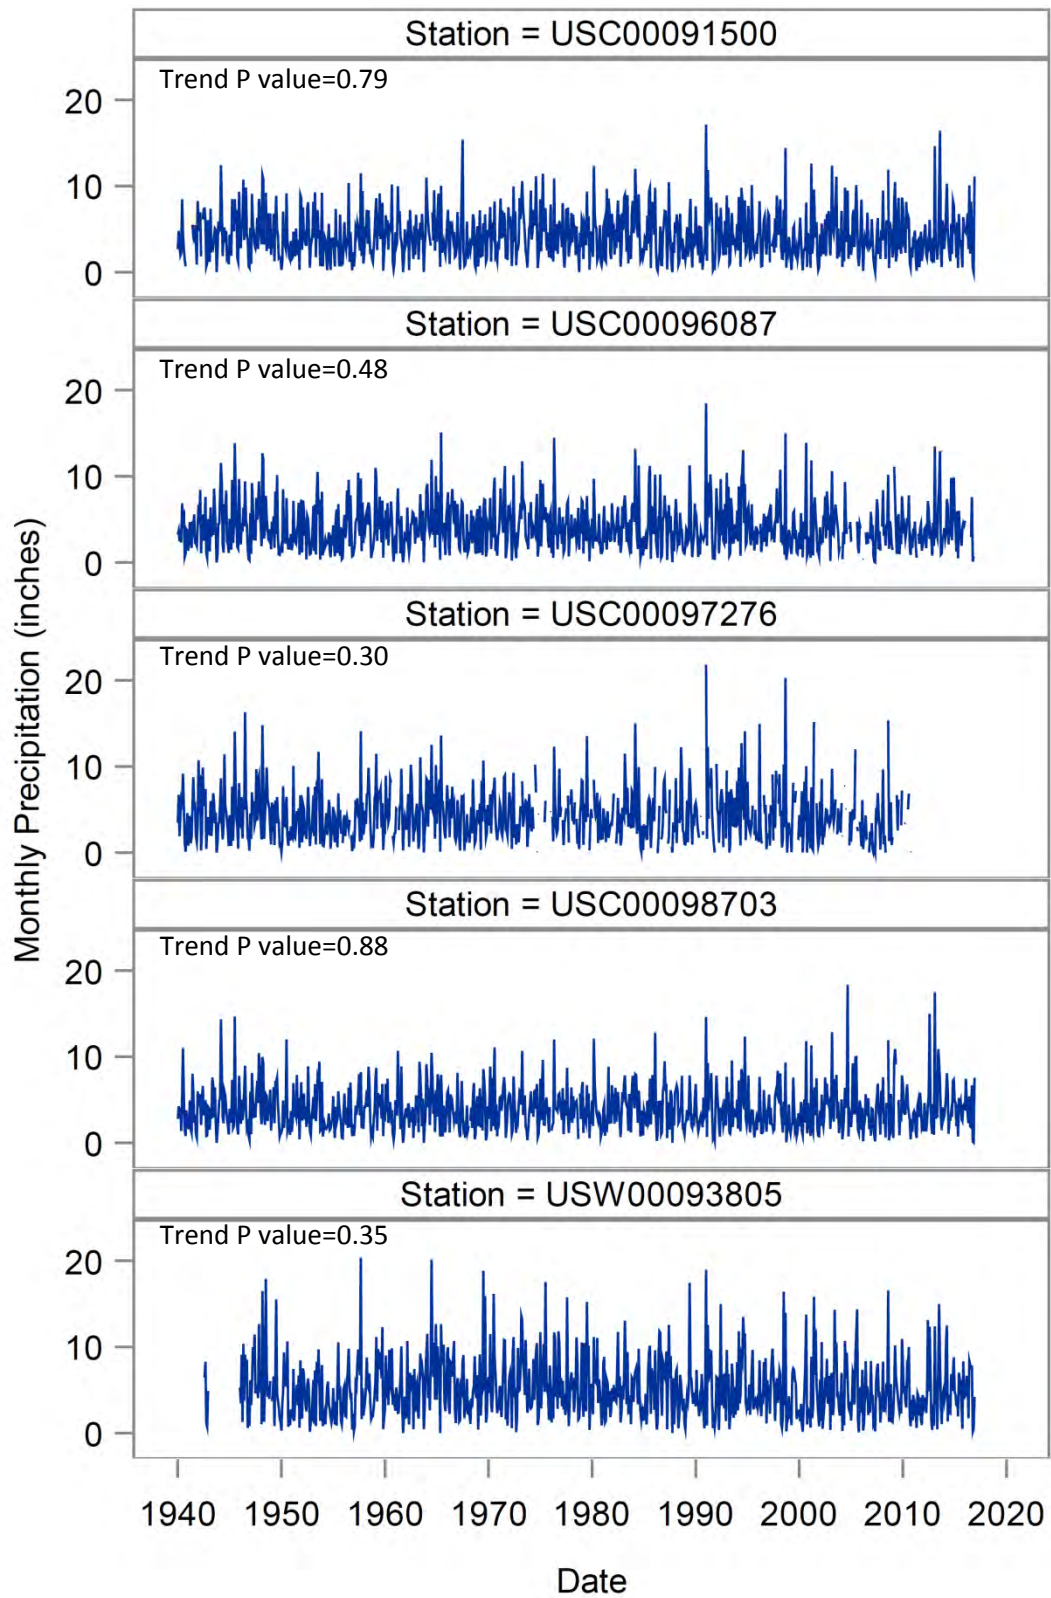 Station = USC00091500
Trend P value=0.79
20
10
0
Station = USC00096087
Trend P value=0.48
20
10
0
Station = USC00097276
Trend P value=0.30
20
10
0
Station = USC00098703
Trend P value=0.88
20
10
0
Station = USW00093805
Trend P value=0.35
20
10
0
Monthly Precipitation (inches)
1940 1950 1960 1970 1980 1990 2000 2010 2020
Date